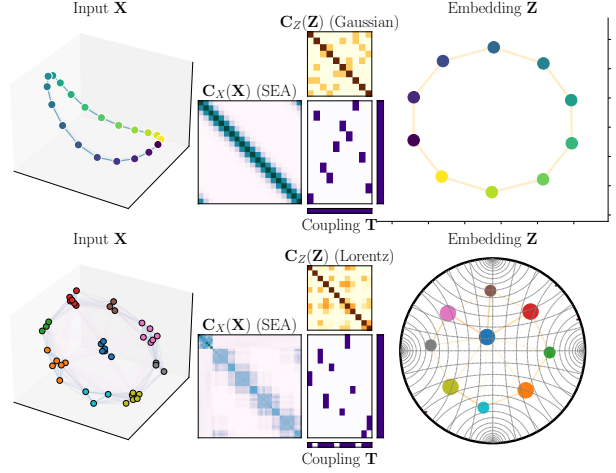 Input X
C_Z(Z) (Gaussian)
Embedding Z
C_X(X) (SEA)
Coupling T
Input X
C_Z(Z) (Lorentz)
Embedding Z
C_X(X) (SEA)
Coupling T